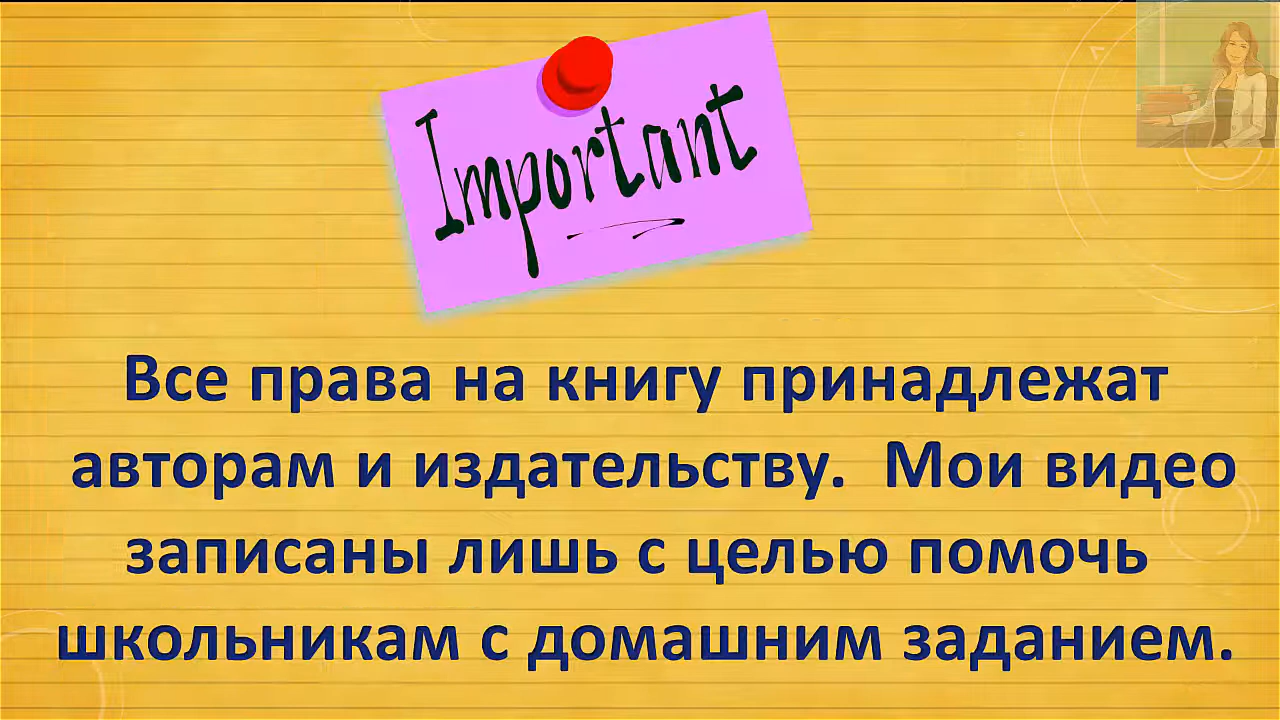 Important
Все права на книгу принадлежат
авторам и издательству. Мои видео
записаны лишь с целью помочь
школьникам с домашним заданием.